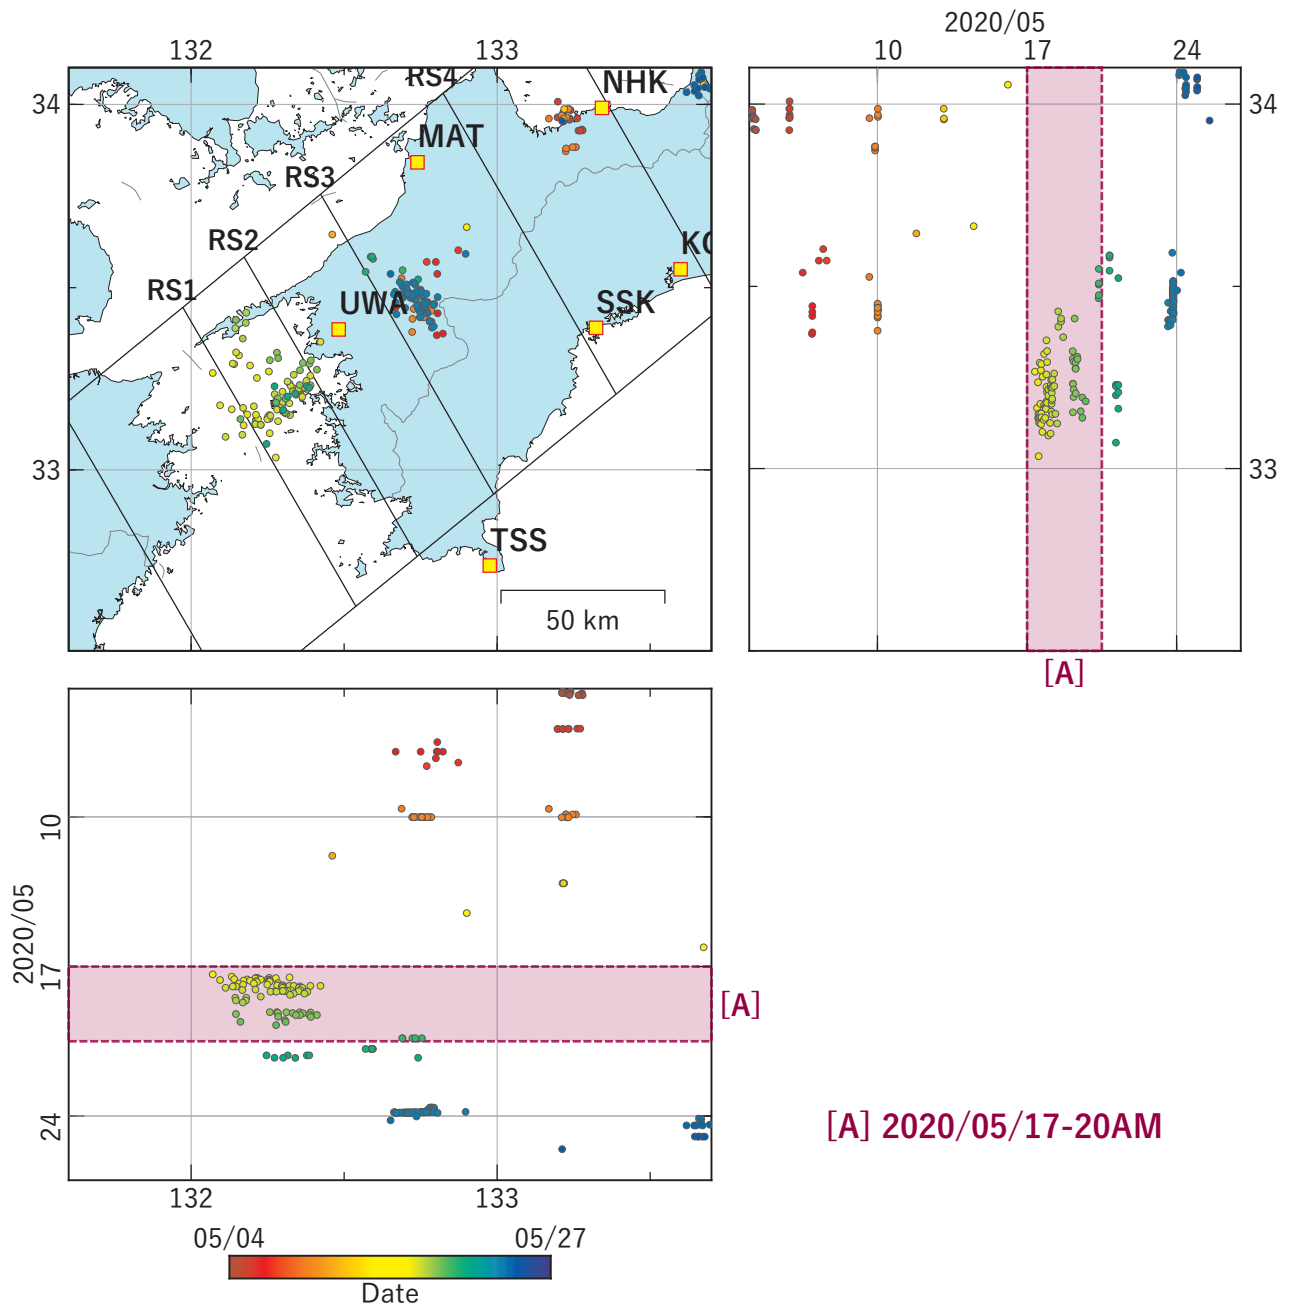 2020/05
132 133
10 17 24
34
RS4
NHK
34
MAT
RS3
RS2
KO
RS1
UWA
SSK
33
33
TSS
50 km
[A]
10
17
24
2020/05
[A]
[A] 2020/05/17-20AM
132 133
05/04 05/27
Date